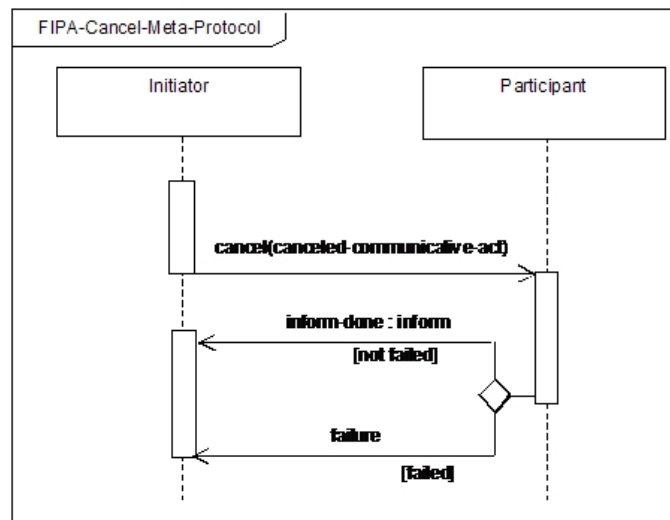 FIPA-Cancel-Meta-Protocol
Initiator
Participant
cancel(canceled-communicative-act)
inform-done : inform
[not failed]
failure
[failed]